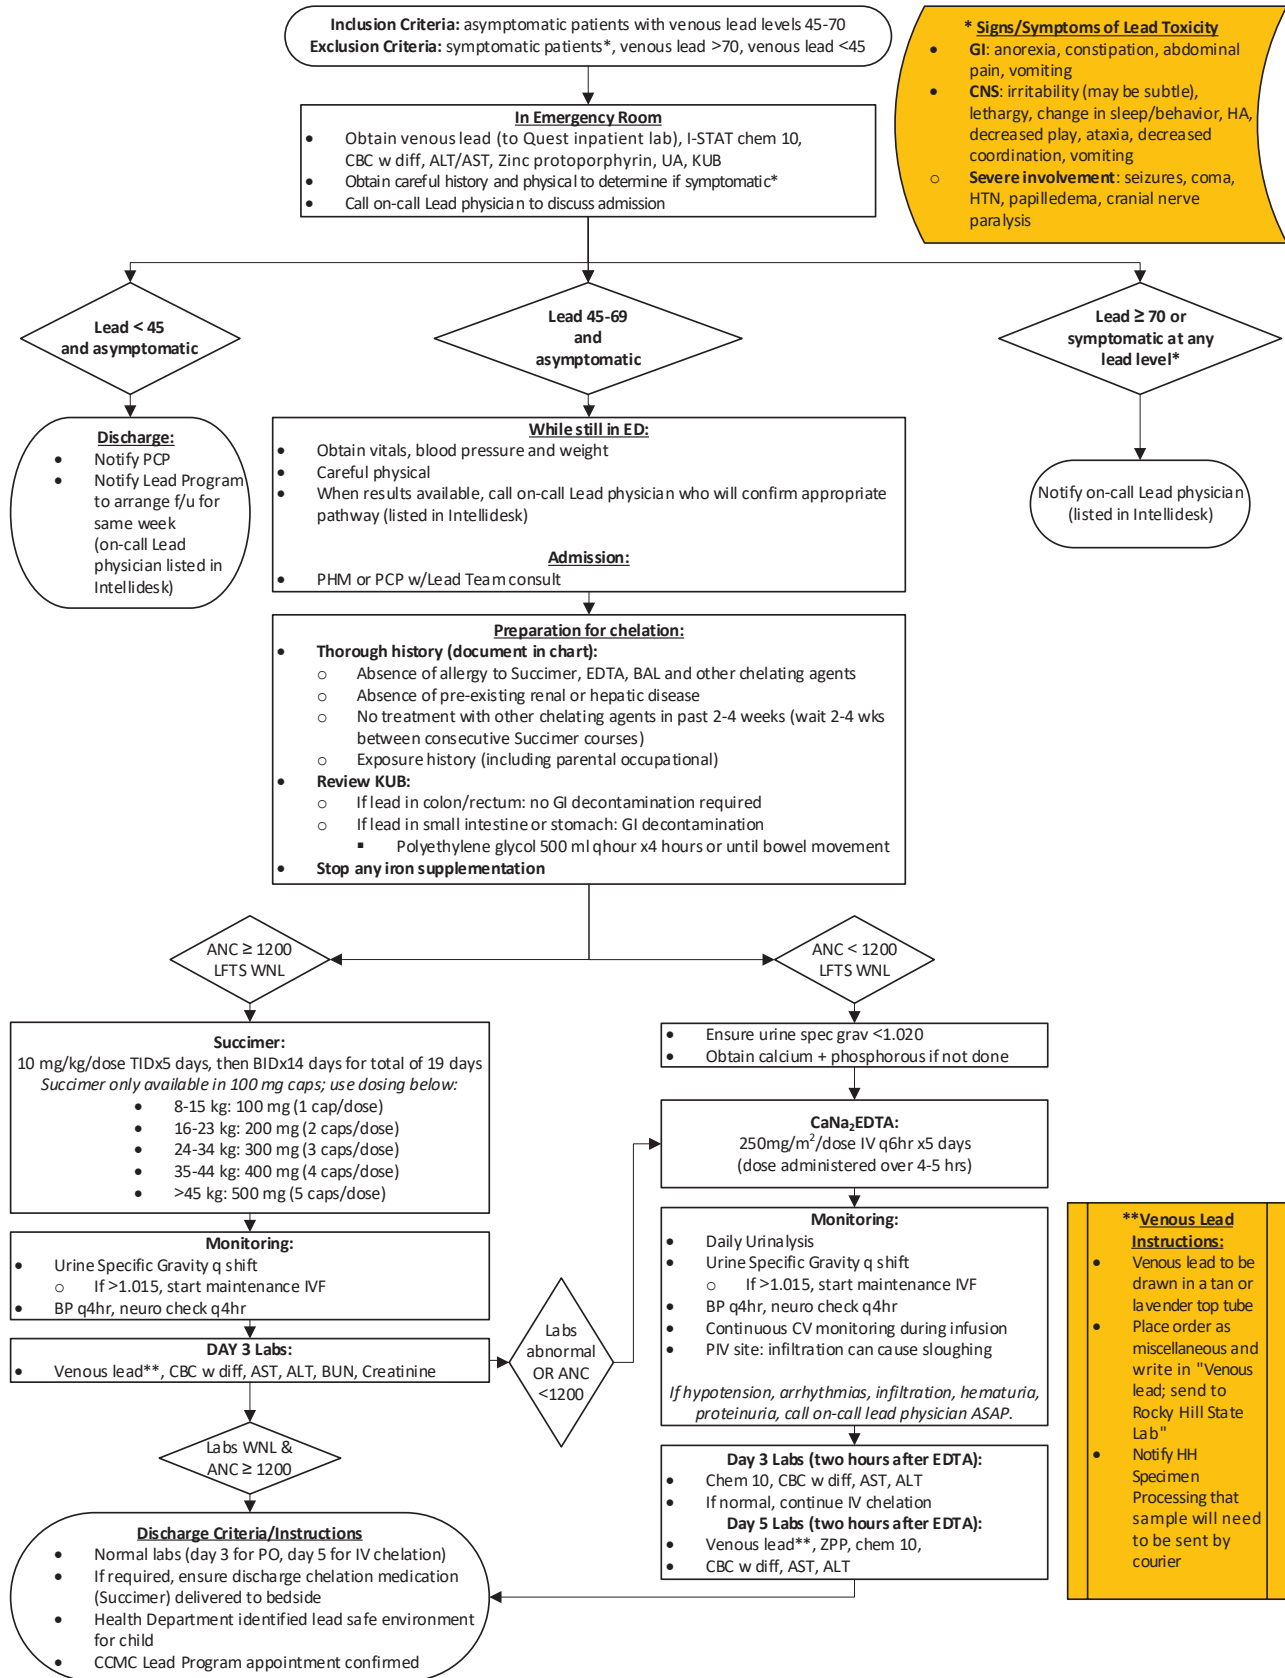 Inclusion Criteria: asymptomatic patients with venous lead levels 45-70
Exclusion Criteria: symptomatic patients*, venous lead >70, venous lead <45
* Signs/Symptoms of Lead Toxicity
• GI: anorexia, constipation, abdominal
pain, vomiting
• CNS: irritability (may be subtle),
lethargy, change in sleep/behavior, HA,
decreased play, ataxia, decreased
coordination, vomiting
o Severe involvement: seizures, coma,
HTN, papilledema, cranial nerve
paralysis
In Emergency Room
• Obtain venous lead (to Quest inpatient lab), I-STAT chem 10,
CBC w diff, ALT/AST, Zinc protoporphyrin, UA, KUB
• Obtain careful history and physical to determine if symptomatic*
• Call on-call Lead physician to discuss admission
Lead < 45
and asymptomatic
Lead 45-69
and
asymptomatic
Lead ≥ 70 or
symptomatic at any
lead level*
Discharge:
• Notify PCP
• Notify Lead Program
to arrange f/u for
same week
(on-call Lead
physician listed in
Intellidesk)
While still in ED:
• Obtain vitals, blood pressure and weight
• Careful physical
• When results available, call on-call Lead physician who will confirm appropriate
pathway (listed in Intellidesk)
Admission:
• PHM or PCP w/Lead Team consult
Notify on-call Lead physician
(listed in Intellidesk)
Preparation for chelation:
• Thorough history (document in chart):
o Absence of allergy to Succimer, EDTA, BAL and other chelating agents
o Absence of pre-existing renal or hepatic disease
o No treatment with other chelating agents in past 2-4 weeks (wait 2-4 wks
between consecutive Succimer courses)
o Exposure history (including parental occupational)
• Review KUB:
o If lead in colon/rectum: no GI decontamination required
o If lead in small intestine or stomach: GI decontamination
▪ Polyethylene glycol 500 ml qhour x4 hours or until bowel movement
• Stop any iron supplementation
ANC ≥ 1200
LFTS WNL
ANC < 1200
LFTS WNL
Succimer:
10 mg/kg/dose TIDx5 days, then BIDx14 days for total of 19 days
Succimer only available in 100 mg caps; use dosing below:
• 8-15 kg: 100 mg (1 cap/dose)
• 16-23 kg: 200 mg (2 caps/dose)
• 24-34 kg: 300 mg (3 caps/dose)
• 35-44 kg: 400 mg (4 caps/dose)
• >45 kg: 500 mg (5 caps/dose)
Monitoring:
• Urine Specific Gravity q shift
o If >1.015, start maintenance IVF
• BP q4hr, neuro check q4hr
DAY 3 Labs:
• Venous lead**, CBC w diff, AST, ALT, BUN, Creatinine
Labs
abnormal
OR ANC
<1200
Labs WNL &
ANC ≥ 1200
• Ensure urine spec grav <1.020
• Obtain calcium + phosphorous if not done
CaNa₂EDTA:
250mg/m²/dose IV q6hr x5 days
(dose administered over 4-5 hrs)
Monitoring:
• Daily Urinalysis
• Urine Specific Gravity q shift
o If >1.015, start maintenance IVF
• BP q4hr, neuro check q4hr
• Continuous CV monitoring during infusion
• PIV site: infiltration can cause sloughing
If hypotension, arrhythmias, infiltration, hematuria,
proteinuria, call on-call lead physician ASAP.
Day 3 Labs (two hours after EDTA):
• Chem 10, CBC w diff, AST, ALT
• If normal, continue IV chelation
Day 5 Labs (two hours after EDTA):
• Venous lead**, ZPP, chem 10,
• CBC w diff, AST, ALT
**Venous Lead
Instructions:
• Venous lead to be
drawn in a tan or
lavender top tube
• Place order as
miscellaneous and
write in "Venous
lead; send to
Rocky Hill State
Lab"
• Notify HH
Specimen
Processing that
sample will need
to be sent by
courier
Discharge Criteria/Instructions
• Normal labs (day 3 for PO, day 5 for IV chelation)
• If required, ensure discharge chelation medication
(Succimer) delivered to bedside
• Health Department identified lead safe environment
for child
• CCMC Lead Program appointment confirmed